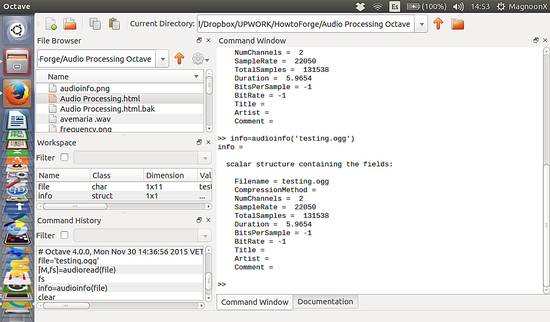 Octave
Es
(100%)
14:53
MagnoonX
Current Directory: l/Dropbox/UPWORK/HowtoForge/Audio Processing Octave
File Browser
Forge/Audio Processing Octave
Name
audioinfo.png
Audio Processing.html
Audio Processing.html.bak
avemaria .wav
frequency.png
Workspace
Filter
Name Class Dimension Val
file char 1x11 test
info struct 1x1 ...
Command History
Filter
# Octave 4.0.0, Mon Nov 30 14:36:56 2015 VET
file='testing.ogg'
[M,fs]=audioread(file)
fs
info=audioinfo(file)
clear
Command Window
NumChannels = 2
SampleRate = 22050
TotalSamples = 131538
Duration = 5.9654
BitsPerSample = -1
BitRate = -1
Title =
Artist =
Comment =
>> info=audioinfo('testing.ogg')
info =
scalar structure containing the fields:
Filename = testing.ogg
CompressionMethod =
NumChannels = 2
SampleRate = 22050
TotalSamples = 131538
Duration = 5.9654
BitsPerSample = -1
BitRate = -1
Title =
Artist =
Comment =
>>
Command Window Documentation